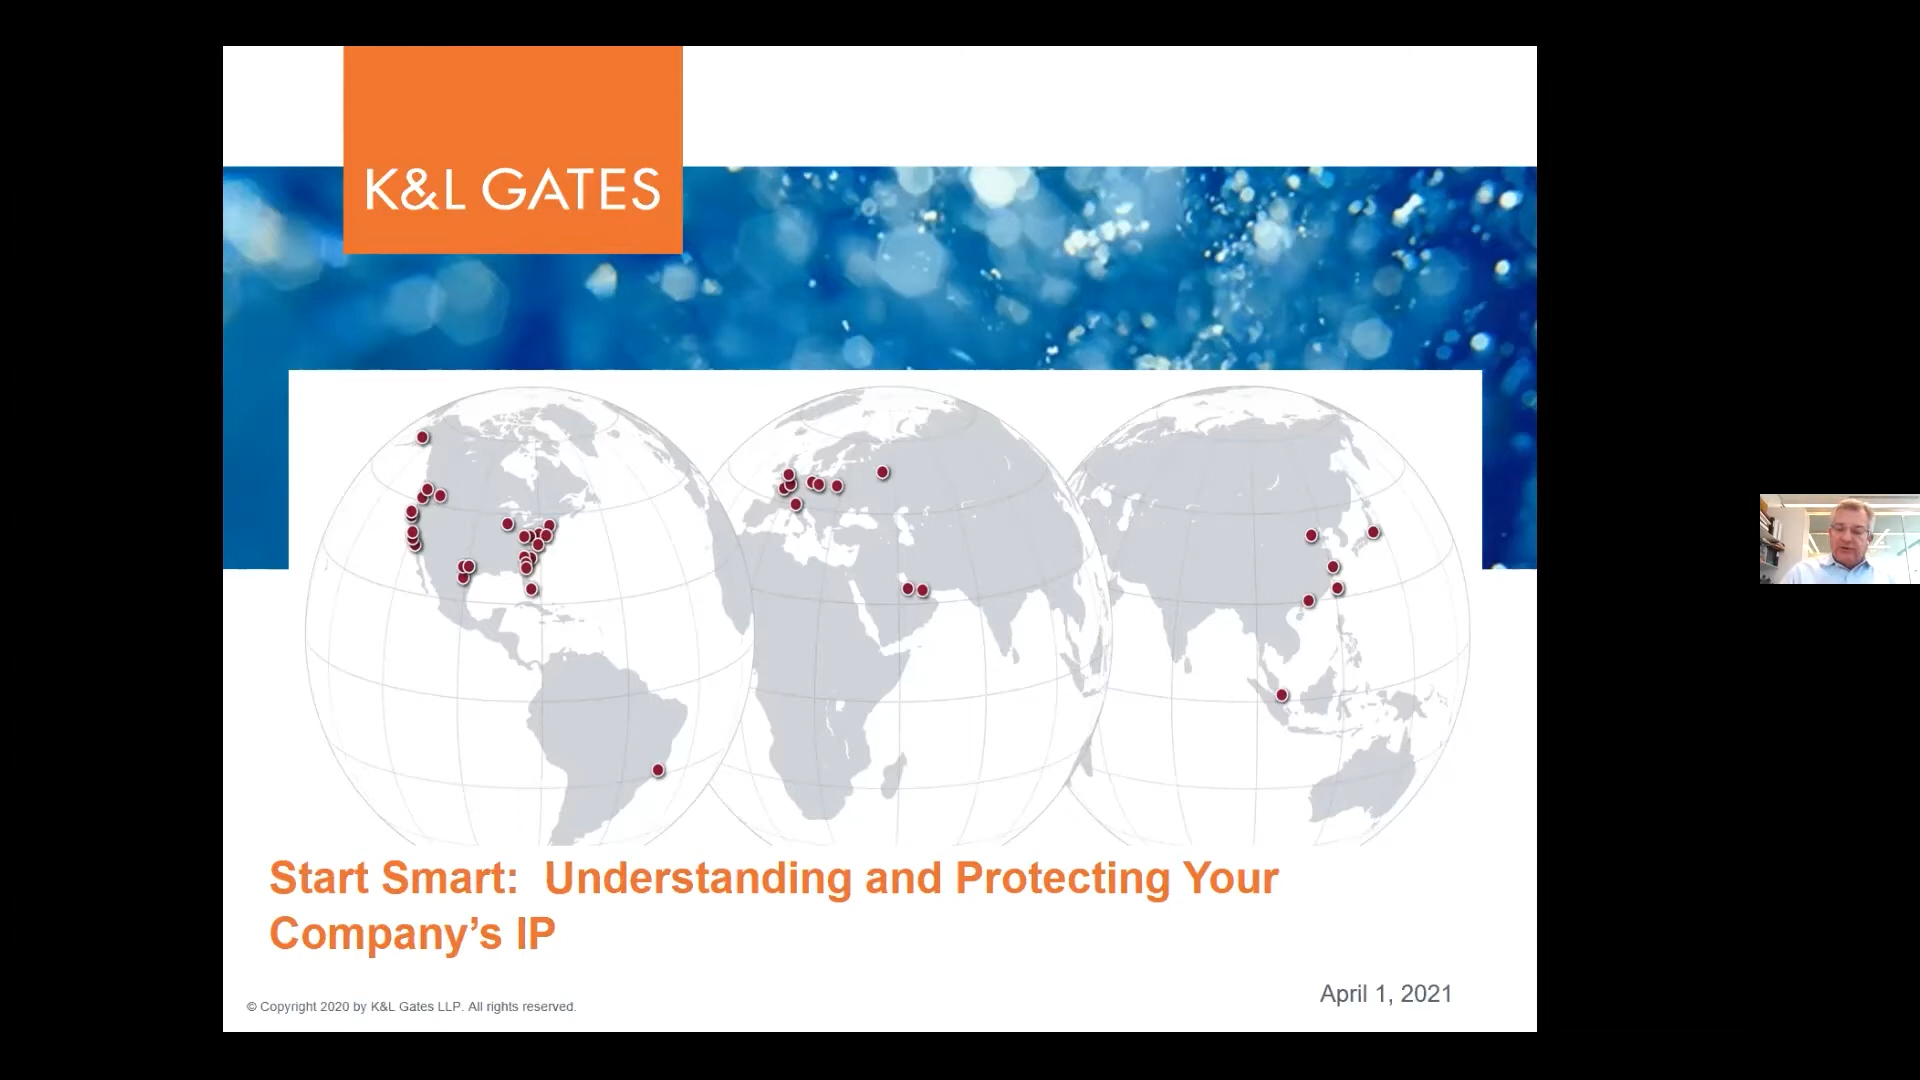 K&L GATES
Start Smart:  Understanding and Protecting Your
Company’s IP
April 1, 2021
© Copyright 2020 by K&L Gates LLP. All rights reserved.